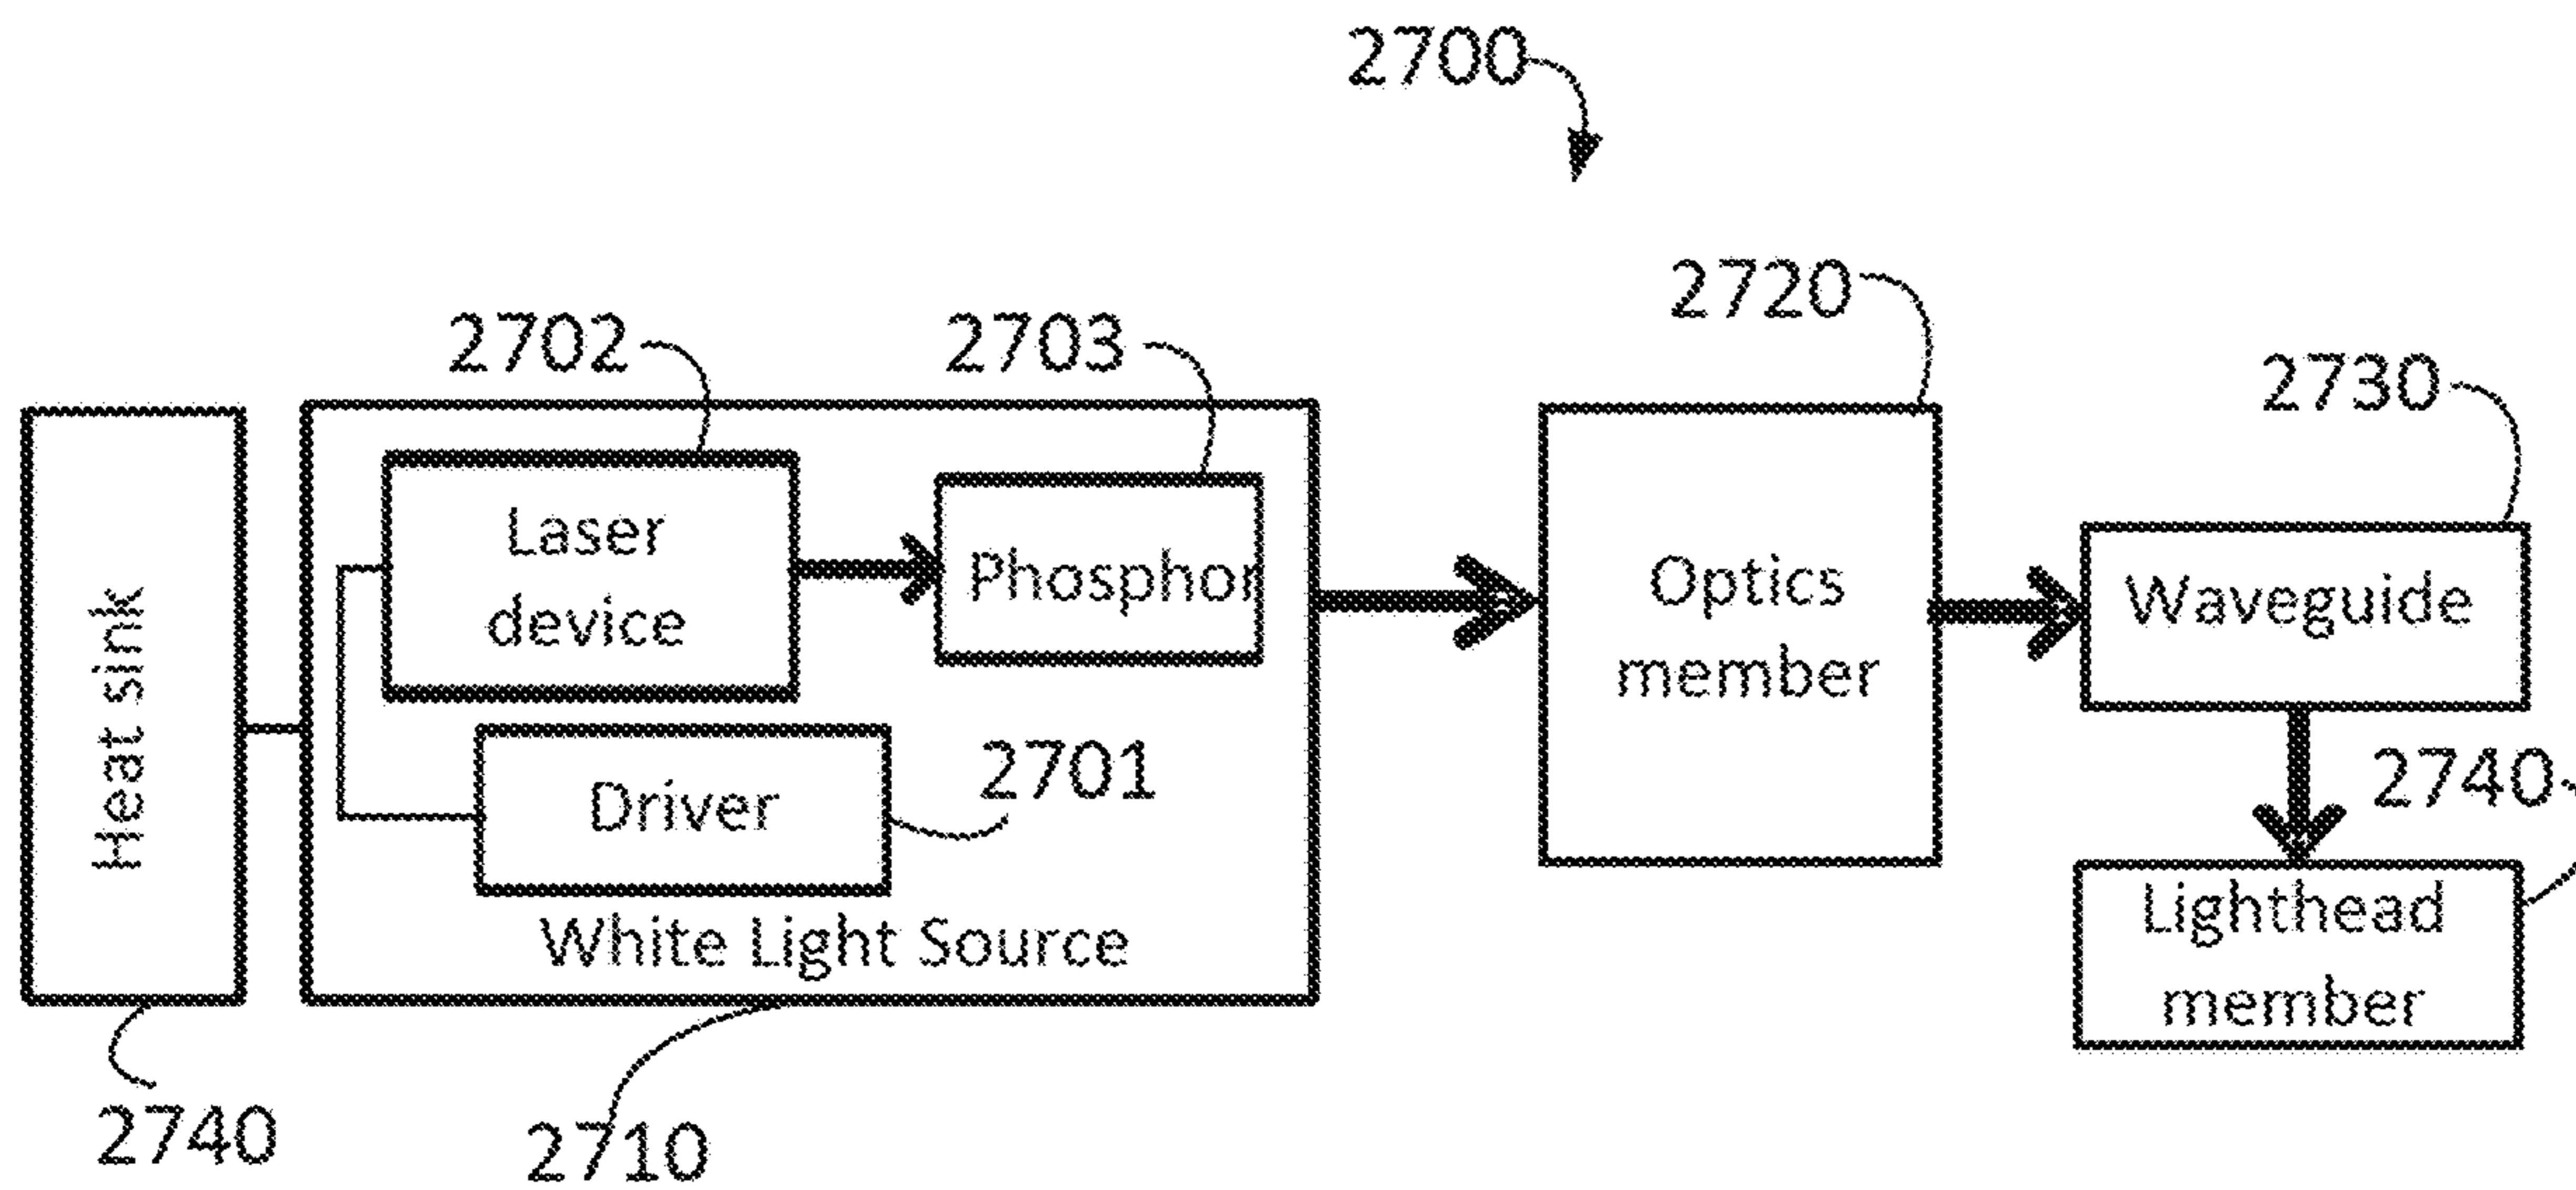 2700
2720
2702
2703
2730
Laser
device
Phosphor
Optics
member
Waveguide
Heat sink
Driver
2701
2740
White Light Source
Lighthead
member
2740
2710